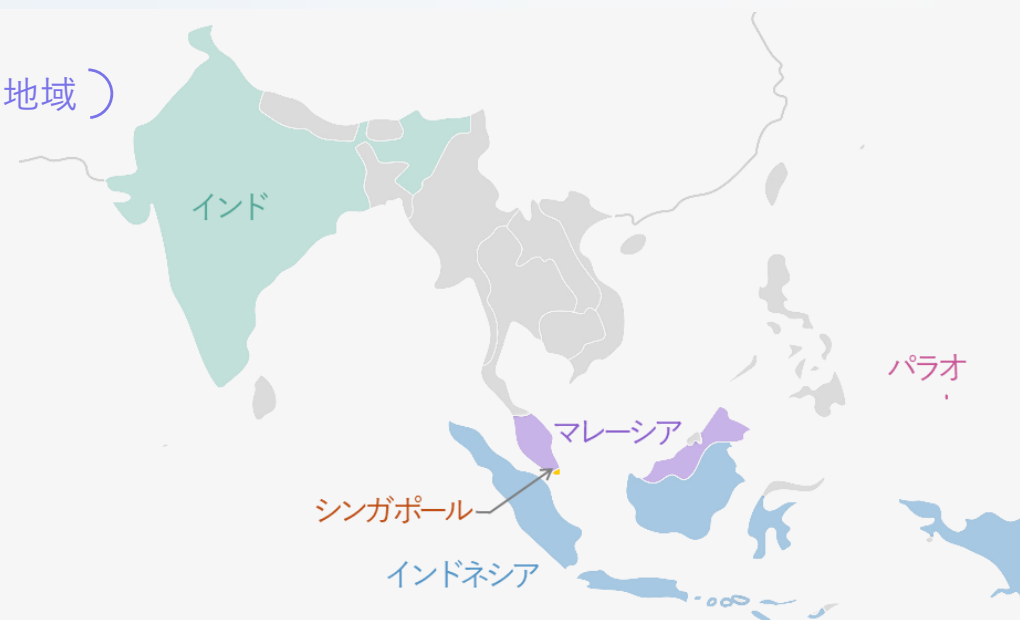 地域）
インド
パラオ
マレーシア
シンガポール
インドネシア